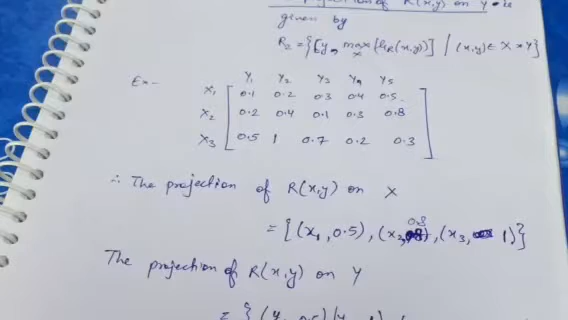 of R(x,y) on Y is
given by
R₂ = {[y, max x {μR(x,y)}] | (x,y) ∈ X × Y}
Ex-
Y₁ Y₂ Y₃ Y₄ Y₅
X₁ 0.1 0.2 0.3 0.4 0.5
X₂ 0.2 0.4 0.1 0.3 0.8
X₃ 0.5 1 0.7 0.2 0.3
∴ The projection of R(x,y) on X
= {(x₁, 0.5), (x₂, 0.8), (x₃, 1)}
The projection of R(x,y) on Y